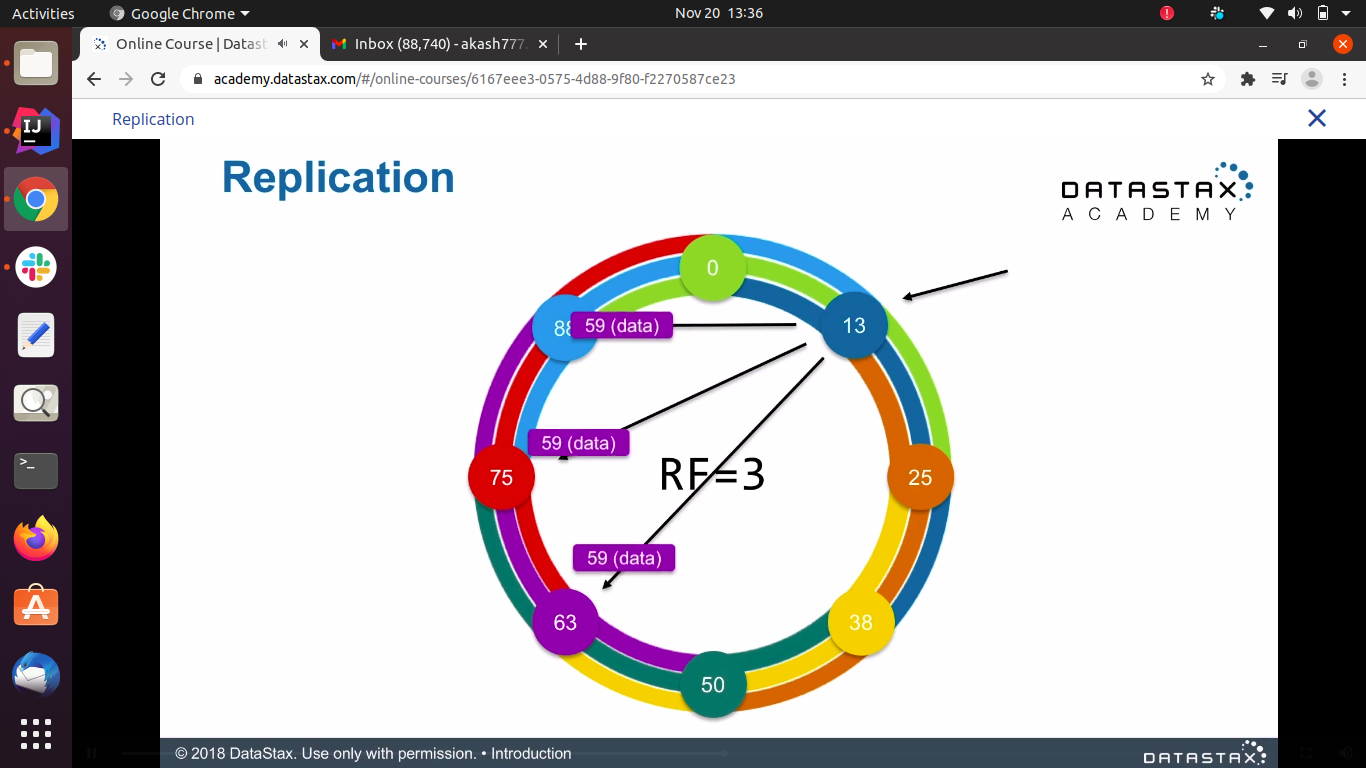 Activities
Google Chrome
Nov 20 13:36
Online Course | Datast
Inbox (88,740) - akash777.
academy.datastax.com/#/online-courses/6167eee3-0575-4d88-9f80-f2270587ce23
Replication
Replication
DATASTAX
ACADEMY
0
13
59 (data)
59 (data)
75
RF=3
25
59 (data)
63
38
50
© 2018 DataStax. Use only with permission. • Introduction
DATASTAX
IJ
>_